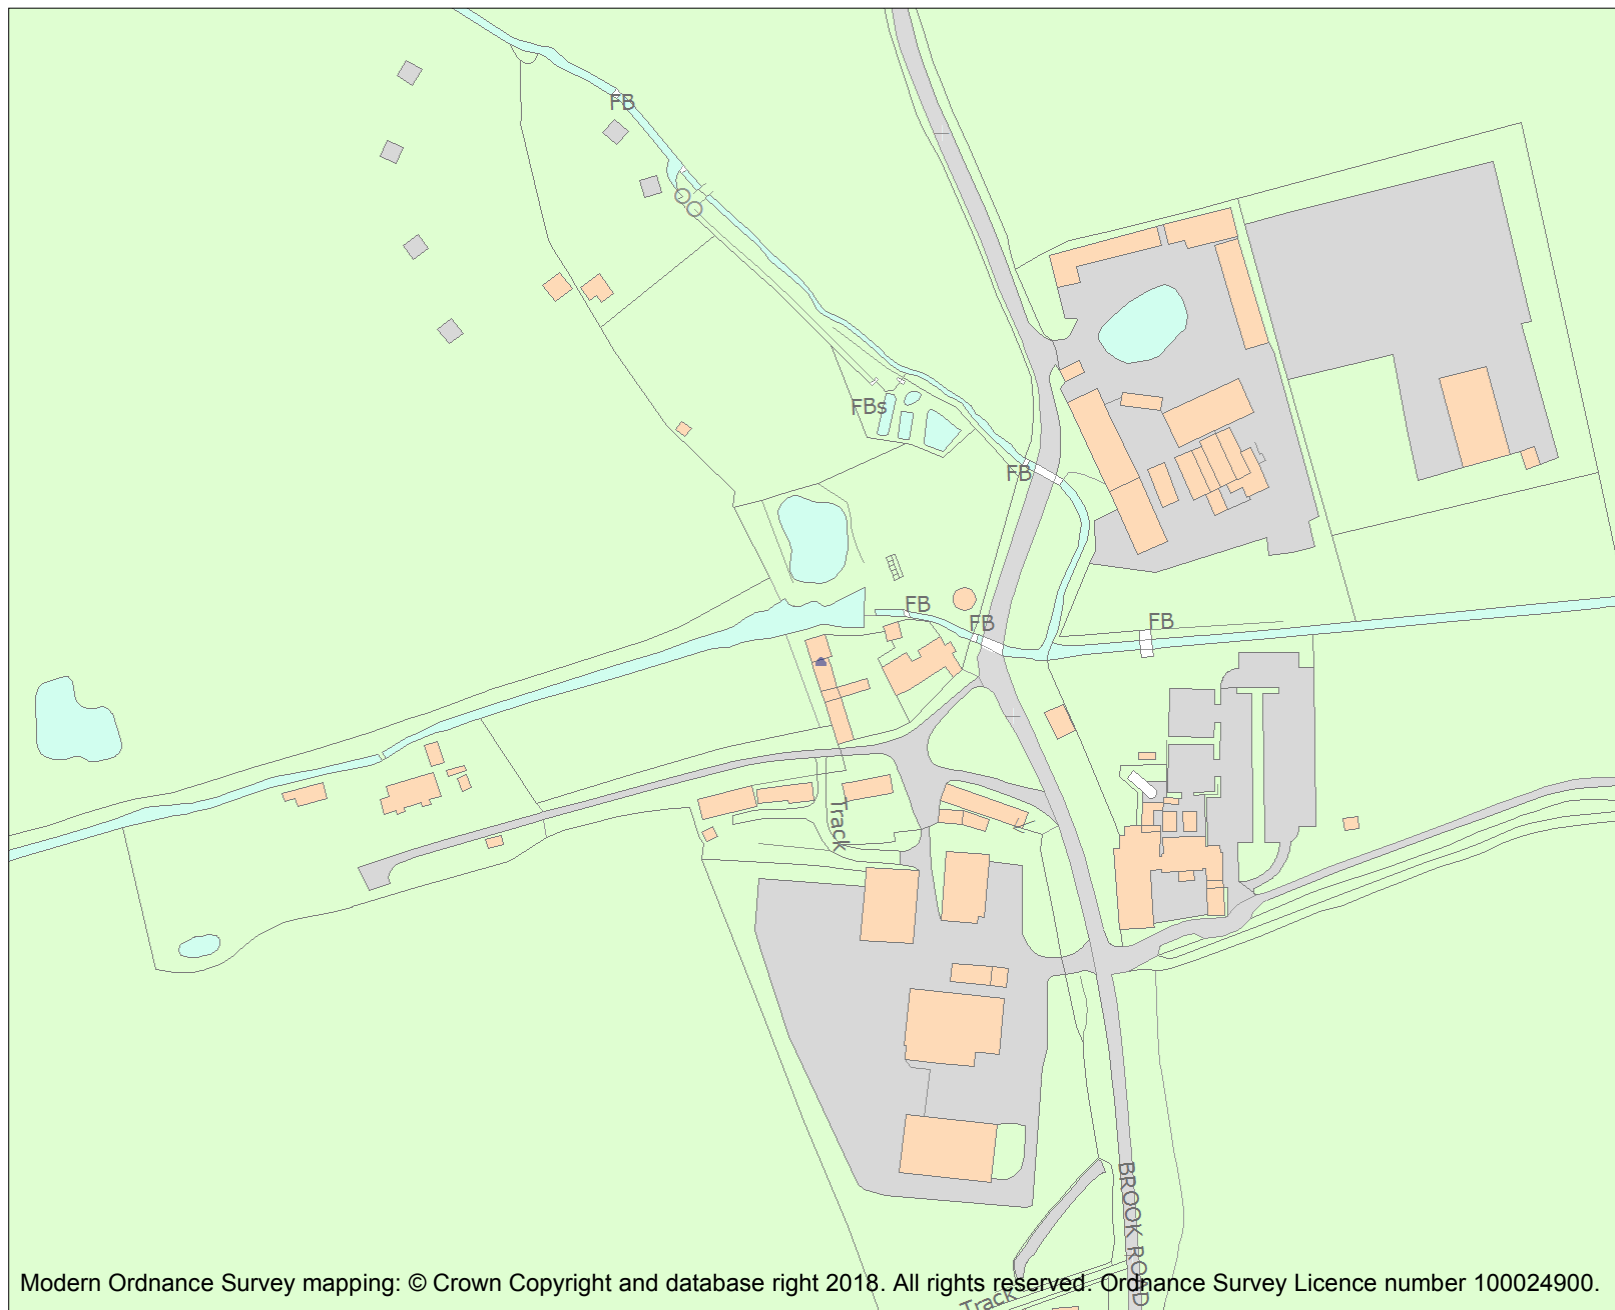 FB
FBs
FB
FB
FB
FB
Track
BROOK ROAD
Track
Modern Ordnance Survey mapping: © Crown Copyright and database right 2018. All rights reserved. Ordnance Survey Licence number 100024900.